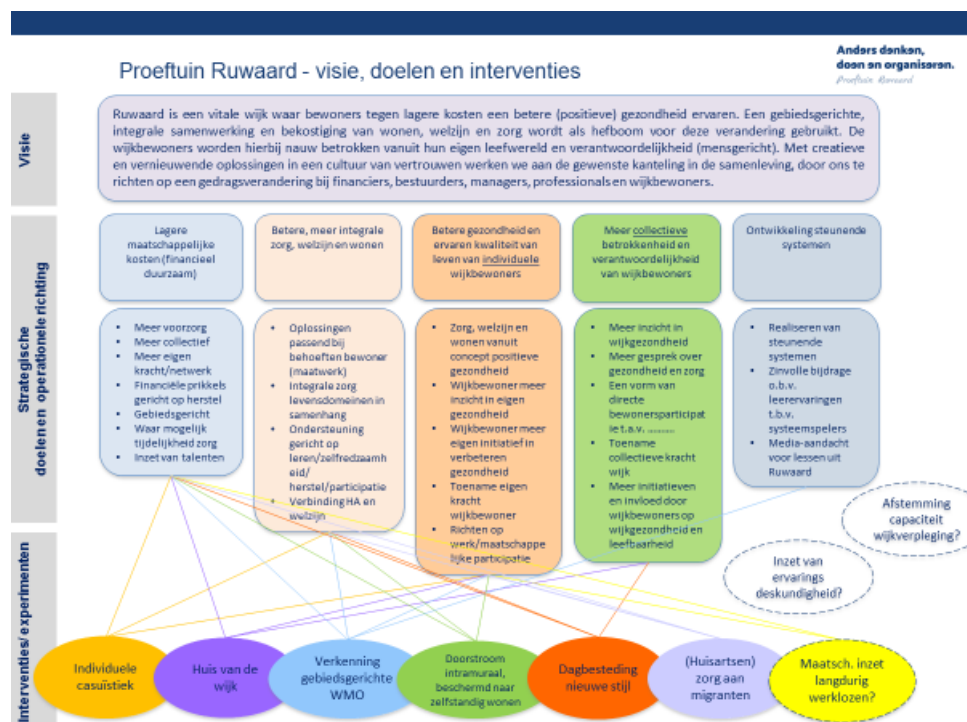 Anders denken,
doen en organiseren.
Proeftuin Ruwaard
Proeftuin Ruwaard - visie, doelen en interventies
Visie
Ruwaard is een vitale wijk waar bewoners tegen lagere kosten een betere (positieve) gezondheid ervaren. Een gebiedsgerichte,
integrale samenwerking en bekostiging van wonen, welzijn en zorg wordt als hefboom voor deze verandering gebruikt. De
wijkbewoners worden hierbij nauw betrokken vanuit hun eigen leefwereld en verantwoordelijkheid (mensgericht). Met creatieve
en vernieuwende oplossingen in een cultuur van vertrouwen werken we aan de gewenste kanteling in de samenleving, door ons te
richten op een gedragsverandering bij financiers, bestuurders, managers, professionals en wijkbewoners.
Strategische
doelen en operationele richting
Lagere
maatschappelijke
kosten (financieel
duurzaam)
Betere, meer integrale
zorg, welzijn en wonen
Betere gezondheid en
ervaren kwaliteit van
leven van individuele
wijkbewoners
Meer collectieve
betrokkenheid en
verantwoordelijkheid
van wijkbewoners
Ontwikkeling steunende
systemen
• Meer voorzorg
• Meer collectief
• Meer eigen
kracht/netwerk
• Financiële prikkels
gericht op herstel
• Gebiedsgericht
• Waar mogelijk
tijdelijkheid zorg
• Inzet van talenten
• Oplossingen
passend bij
behoeften bewoner
(maatwerk)
• Integrale zorg
levensdomeinen in
samenhang
• Ondersteuning
gericht op
leren/zelfredzaam
heid/
herstel/participatie
• Verbinding HA en
welzijn
• Zorg, welzijn en
wonen vanuit
concept positieve
gezondheid
• Wijkbewoner meer
inzicht in eigen
gezondheid
• Wijkbewoner meer
eigen initiatief in
verbeteren
gezondheid
• Toename eigen
kracht
wijkbewoner
• Richten op
werk/maatschappe
lijke participatie
• Meer inzicht in
wijkgezondheid
• Meer gesprek over
gezondheid en zorg
• Een vorm van
directe
bewonersparticipat
ie t.a.v. .........
• Toename
collectieve kracht
wijk
• Meer initiatieven
en invloed door
wijkbewoners op
wijkgezondheid en
leefbaarheid
• Realiseren van
steunende
systemen
• Zinvolle bijdrage
o.b.v.
leerervaringen
t.b.v.
systeemspelers
• Media-aandacht
voor lessen uit
Ruwaard
Afstemming
capaciteit
wijkverpleging?
Inzet van
ervarings
deskundigheid?
Interventies/ experimenten
Individuele
casuïstiek
Huis van de
wijk
Verkenning
gebiedsgerichte
WMO
Doorstroom
intramuraal,
beschermd naar
zelfstandig wonen
Dagbesteding
nieuwe stijl
(Huisartsen)
zorg aan
migranten
Maatsch. inzet
langdurig
werklozen?